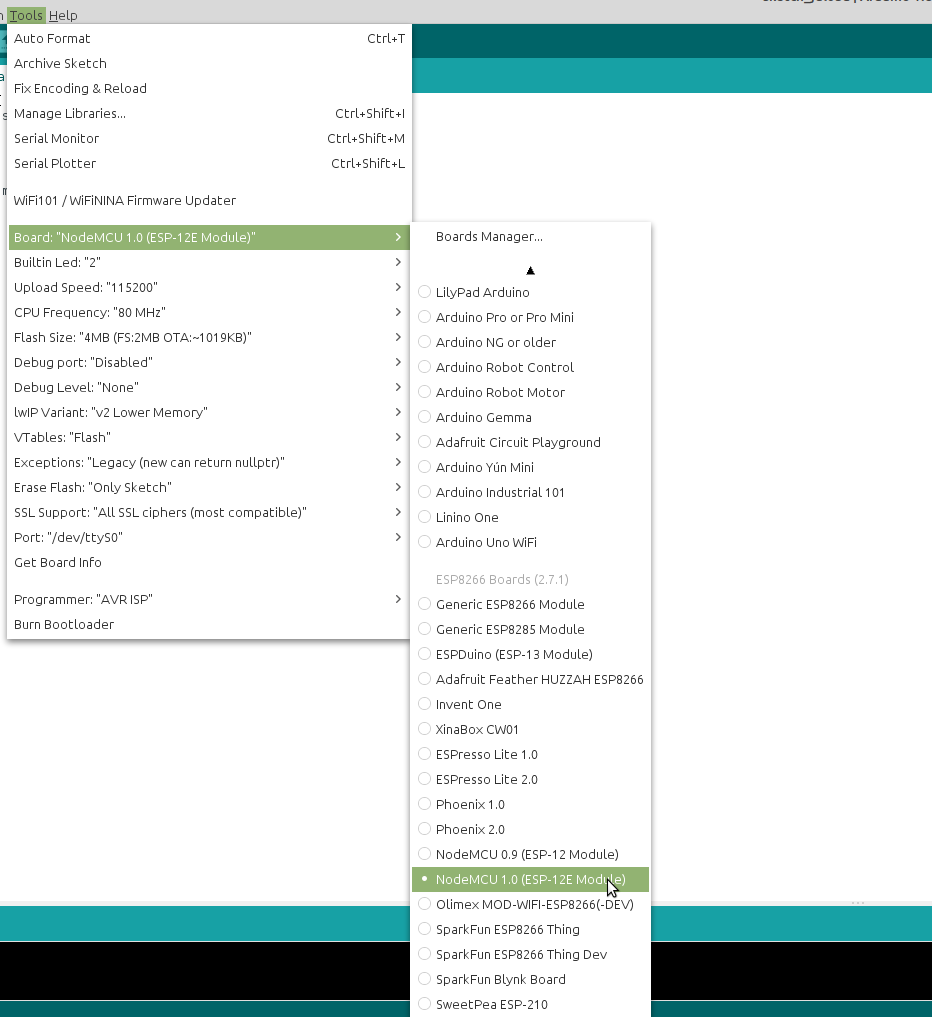 Tools Help
Auto Format Ctrl+T
Archive Sketch
Fix Encoding & Reload
Manage Libraries... Ctrl+Shift+I
Serial Monitor Ctrl+Shift+M
Serial Plotter Ctrl+Shift+L
WiFi101 / WiFiNINA Firmware Updater
Board: "NodeMCU 1.0 (ESP-12E Module)"
Builtin Led: "2"
Upload Speed: "115200"
CPU Frequency: "80 MHz"
Flash Size: "4MB (FS:2MB OTA:~1019KB)"
Debug port: "Disabled"
Debug Level: "None"
lwIP Variant: "v2 Lower Memory"
VTables: "Flash"
Exceptions: "Legacy (new can return nullptr)"
Erase Flash: "Only Sketch"
SSL Support: "All SSL ciphers (most compatible)"
Port: "/dev/ttyS0"
Get Board Info
Programmer: "AVR ISP"
Burn Bootloader
Boards Manager...
LilyPad Arduino
Arduino Pro or Pro Mini
Arduino NG or older
Arduino Robot Control
Arduino Robot Motor
Arduino Gemma
Adafruit Circuit Playground
Arduino Yún Mini
Arduino Industrial 101
Linino One
Arduino Uno WiFi
ESP8266 Boards (2.7.1)
Generic ESP8266 Module
Generic ESP8285 Module
ESPDuino (ESP-13 Module)
Adafruit Feather HUZZAH ESP8266
Invent One
XinaBox CW01
ESPresso Lite 1.0
ESPresso Lite 2.0
Phoenix 1.0
Phoenix 2.0
NodeMCU 0.9 (ESP-12 Module)
NodeMCU 1.0 (ESP-12E Module)
Olimex MOD-WIFI-ESP8266(-DEV)
SparkFun ESP8266 Thing
SparkFun ESP8266 Thing Dev
SparkFun Blynk Board
SweetPea ESP-210